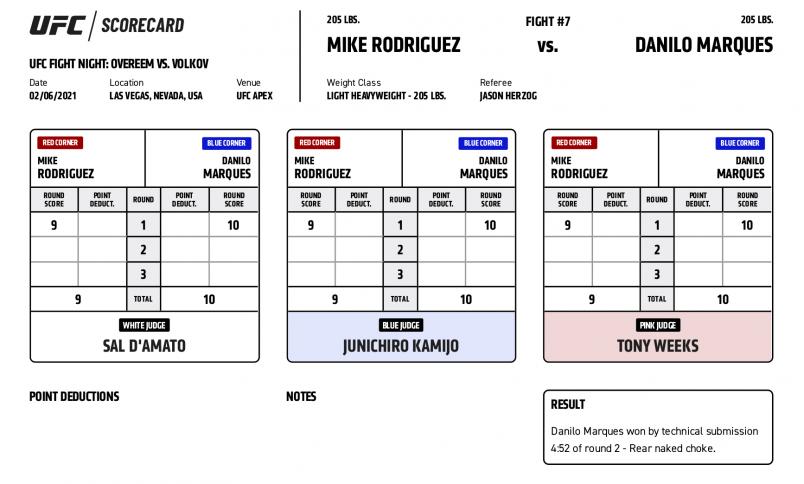 UFC / SCORECARD
UFC FIGHT NIGHT: OVEREEM VS. VOLKOV
Date Location Venue
02/06/2021 LAS VEGAS, NEVADA, USA UFC APEX
205 LBS. FIGHT #7 205 LBS.
MIKE RODRIGUEZ VS. DANILO MARQUES
Weight Class Referee
LIGHT HEAVYWEIGHT - 205 LBS. JASON HERZOG
RED CORNER BLUE CORNER
MIKE DANILO
RODRIGUEZ MARQUES
ROUND POINT ROUND POINT ROUND
SCORE DEDUCT. DEDUCT. SCORE
9 1 10
2
3
9 TOTAL 10
WHITE JUDGE
SAL D'AMATO
RED CORNER BLUE CORNER
MIKE DANILO
RODRIGUEZ MARQUES
ROUND POINT ROUND POINT ROUND
SCORE DEDUCT. DEDUCT. SCORE
9 1 10
2
3
9 TOTAL 10
BLUE JUDGE
JUNICHIRO KAMIJO
RED CORNER BLUE CORNER
MIKE DANILO
RODRIGUEZ MARQUES
ROUND POINT ROUND POINT ROUND
SCORE DEDUCT. DEDUCT. SCORE
9 1 10
2
3
9 TOTAL 10
PINK JUDGE
TONY WEEKS
POINT DEDUCTIONS
NOTES
RESULT
Danilo Marques won by technical submission
4:52 of round 2 - Rear naked choke.